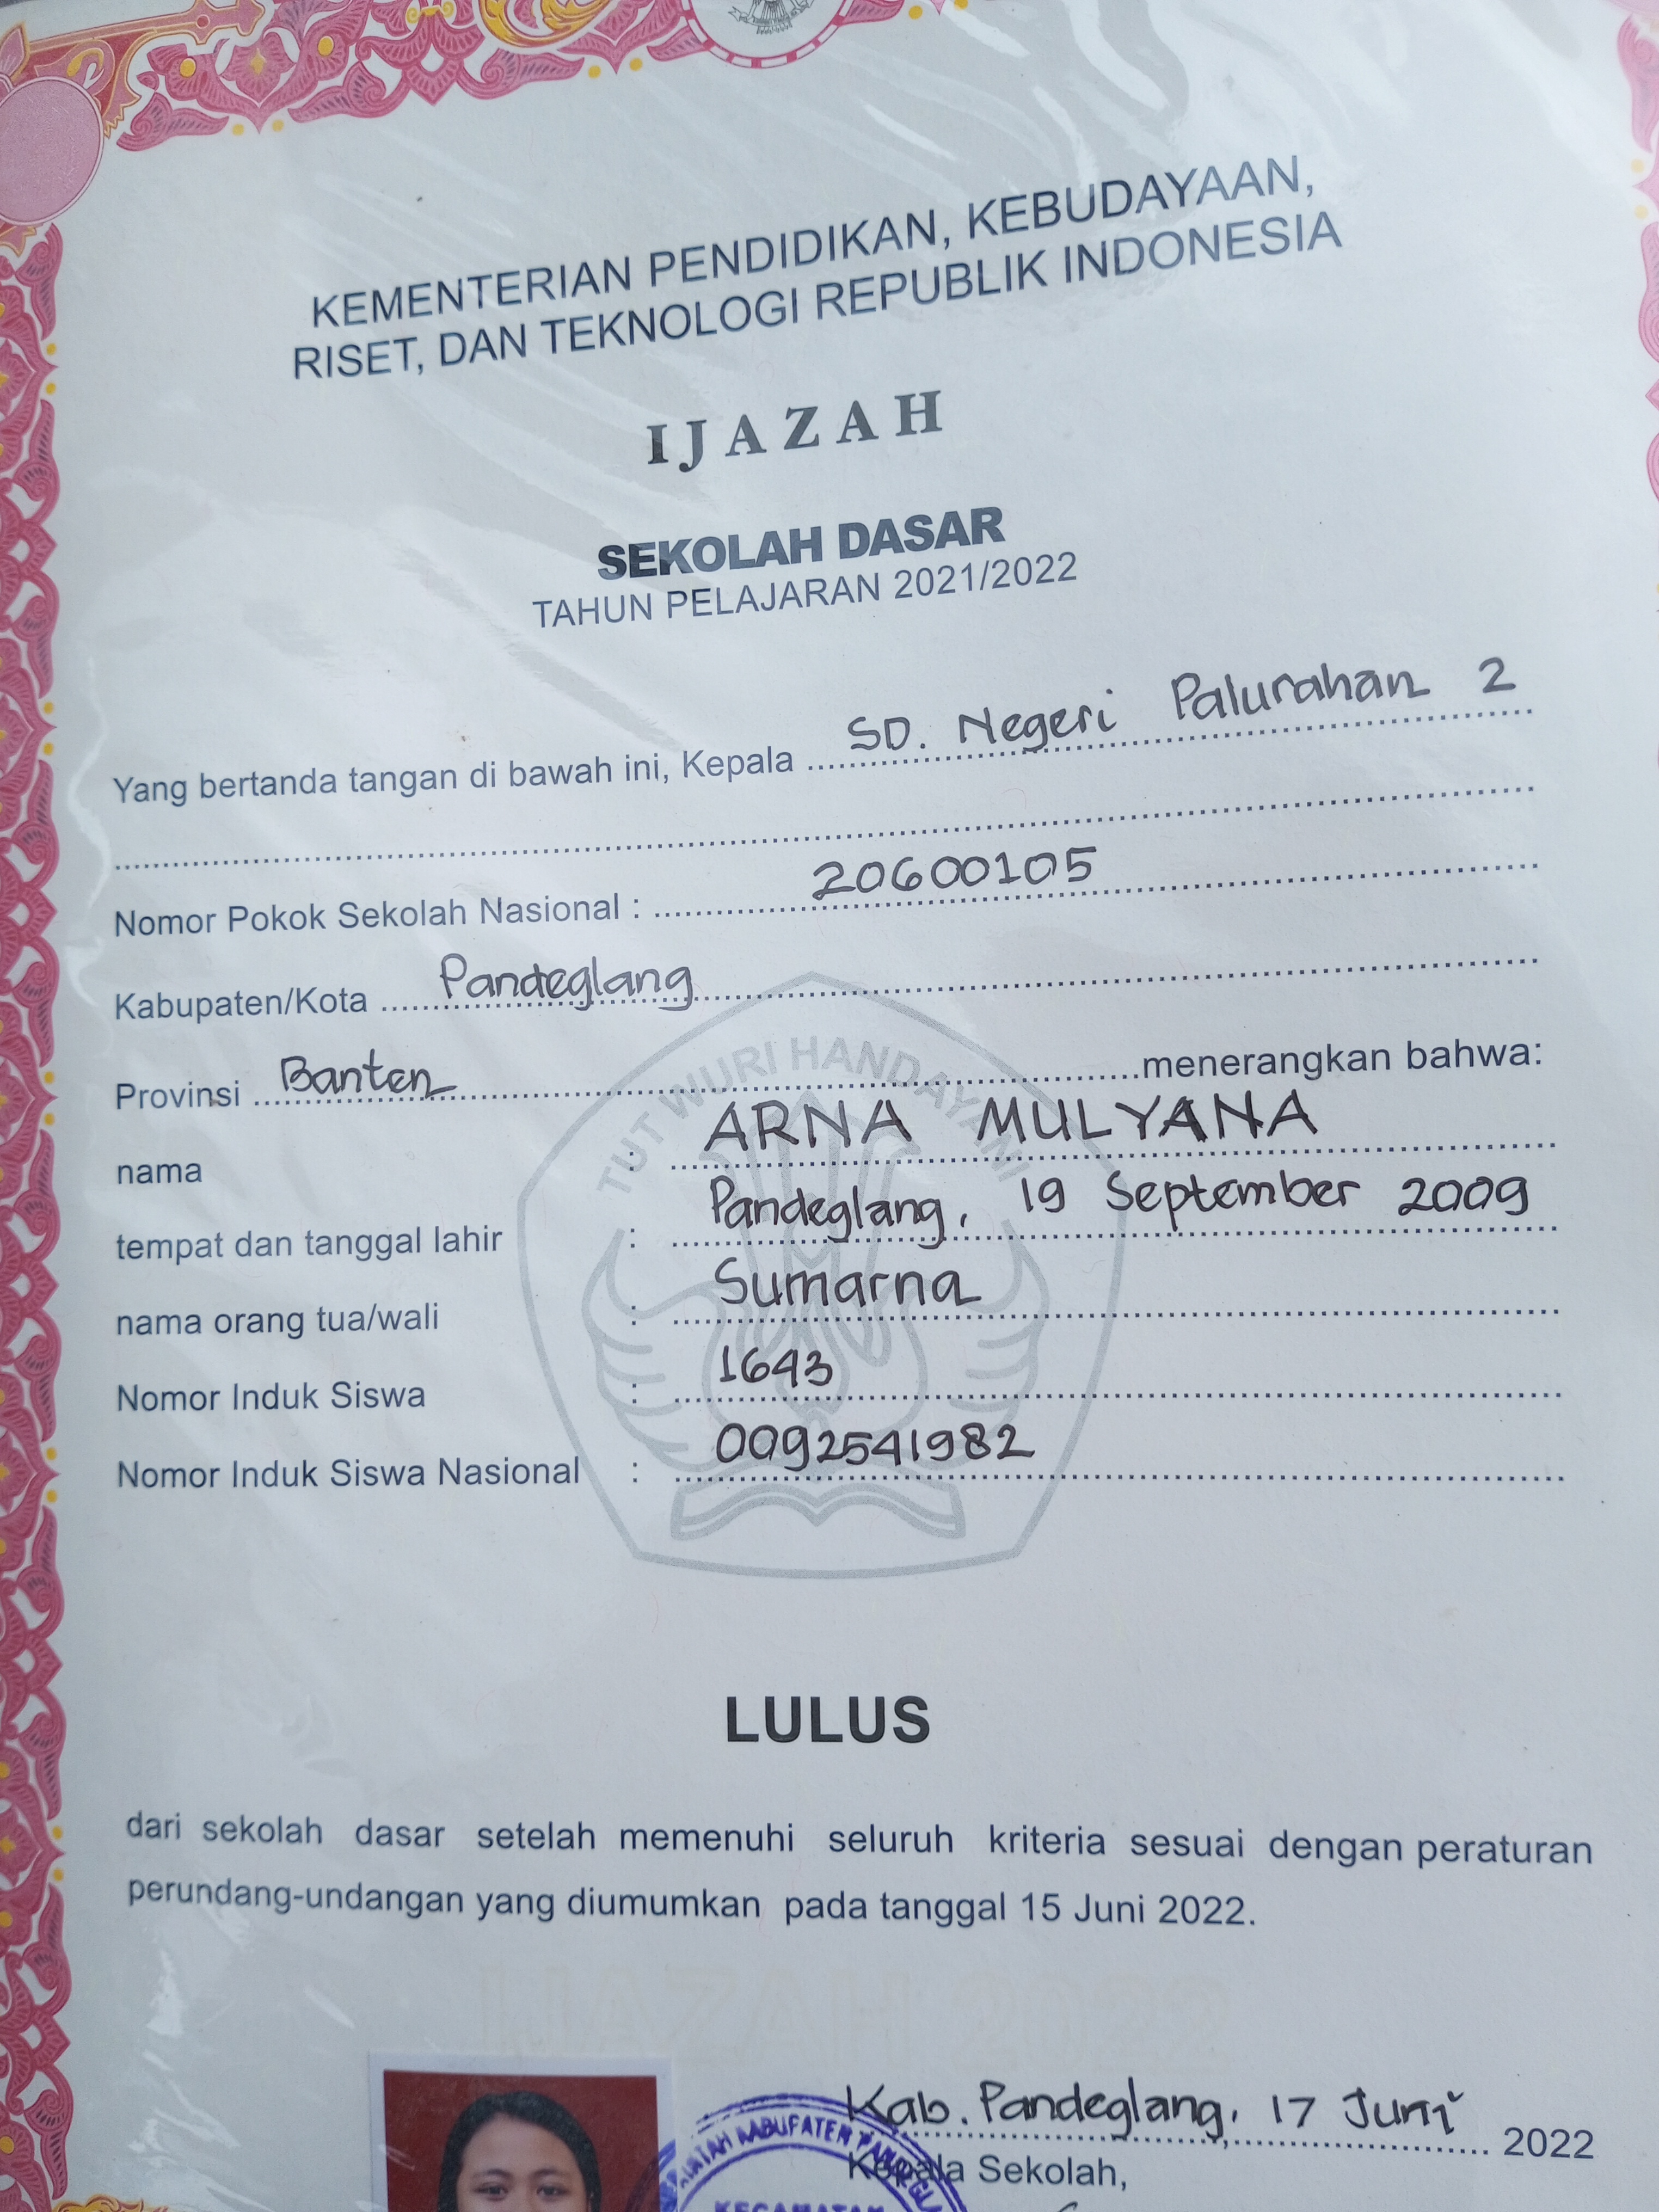 KEMENTERIAN PENDIDIKAN, KEBUDAYAAN,
RISET, DAN TEKNOLOGI REPUBLIK INDONESIA
IJAZAH
SEKOLAH DASAR
TAHUN PELAJARAN 2021/2022
Yang bertanda tangan di bawah ini, Kepala SD. Negeri Palurahan 2
Nomor Pokok Sekolah Nasional : 20600105
Kabupaten/Kota Pandeglang
Provinsi Banten menerangkan bahwa:
TUT WURI HANDAYANI
nama : ARNA MULYANA
tempat dan tanggal lahir : Pandeglang, 19 September 2009
nama orang tua/wali : Sumarna
Nomor Induk Siswa : 1643
Nomor Induk Siswa Nasional : 0092541982
LULUS
dari sekolah dasar setelah memenuhi seluruh kriteria sesuai dengan peraturan
perundang-undangan yang diumumkan pada tanggal 15 Juni 2022.
Kab. Pandeglang, 17 Juni 2022
Kepala Sekolah,
KABUPATEN
KECAMATAN